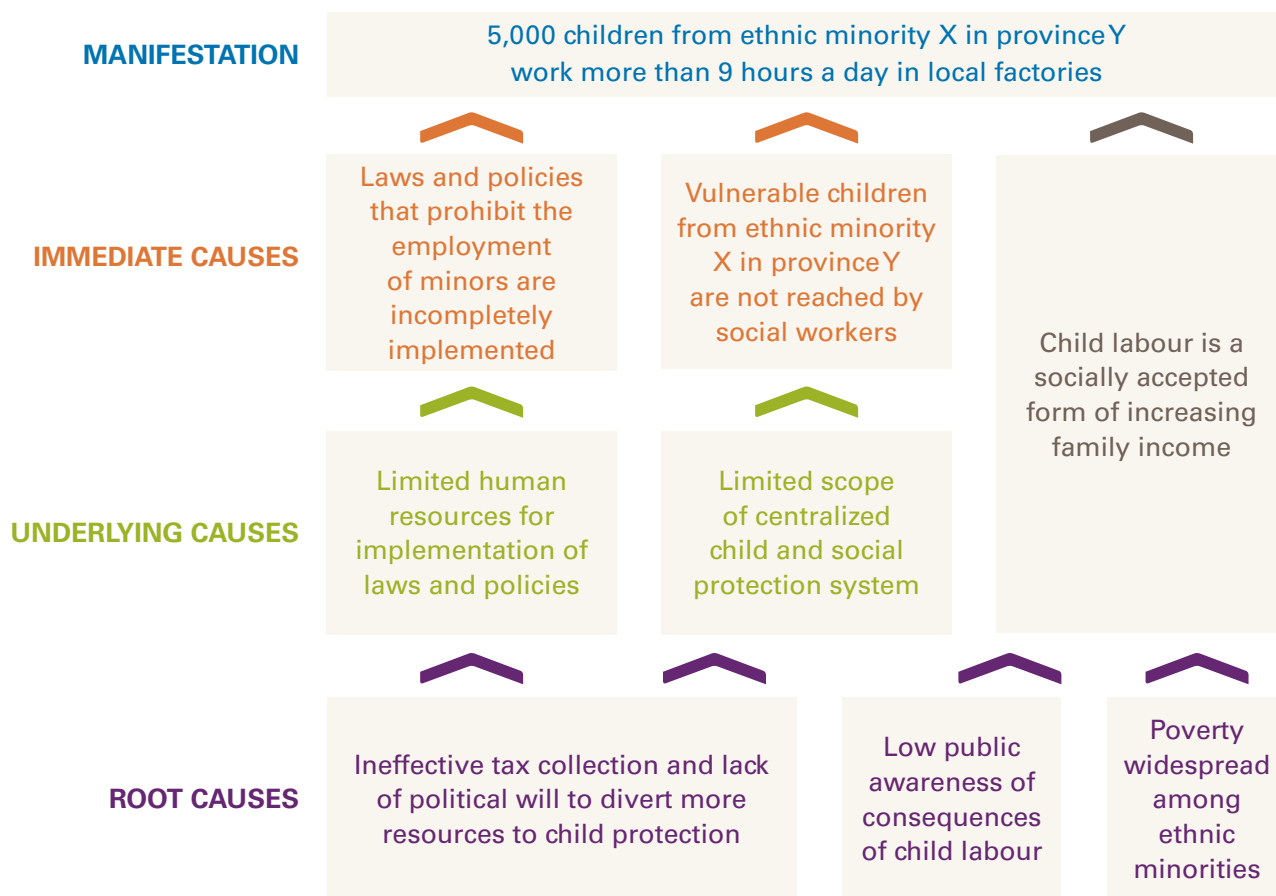 MANIFESTATION
5,000 children from ethnic minority X in province Y
work more than 9 hours a day in local factories
IMMEDIATE CAUSES
Laws and policies
that prohibit the
employment
of minors are
incompletely
implemented
Vulnerable children
from ethnic minority
X in province Y
are not reached by
social workers
Child labour is a
socially accepted
form of increasing
family income
UNDERLYING CAUSES
Limited human
resources for
implementation of
laws and policies
Limited scope
of centralized
child and social
protection system
ROOT CAUSES
Ineffective tax collection and lack
of political will to divert more
resources to child protection
Low public
awareness of
consequences
of child labour
Poverty
widespread
among
ethnic
minorities